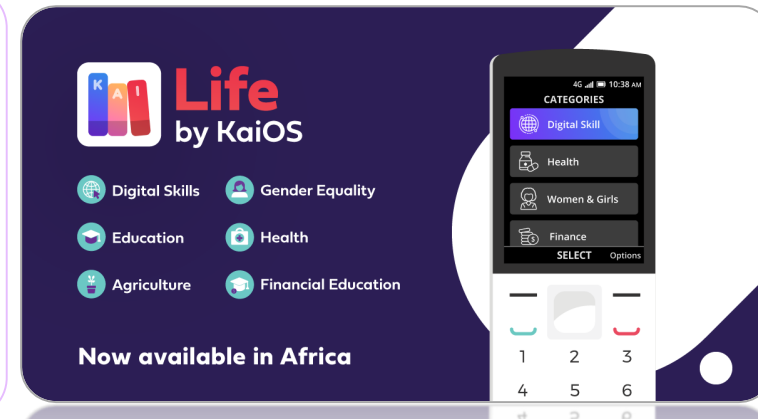 K A I
Life
by KaiOS
Digital Skills
Gender Equality
Education
Health
Agriculture
Financial Education
Now available in Africa
4G 10:38 AM
CATEGORIES
Digital Skill
Health
Women & Girls
Finance
SELECT Options
1 2 3
4 5 6